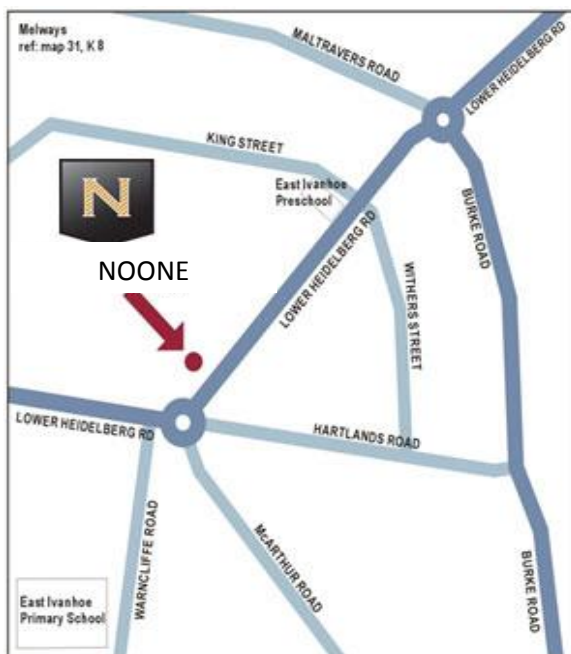 Melways
ref: map 31, K 8
MALTRAVERS ROAD
LOWER HEIDELBERG RD
KING STREET
East Ivanhoe
Preschool
N
NOONE
LOWER HEIDELBERG RD
BURKE ROAD
WITHERS STREET
LOWER HEIDELBERG RD
HARTLANDS ROAD
WARNCLIFFE ROAD
McARTHUR ROAD
BURKE ROAD
East Ivanhoe
Primary School